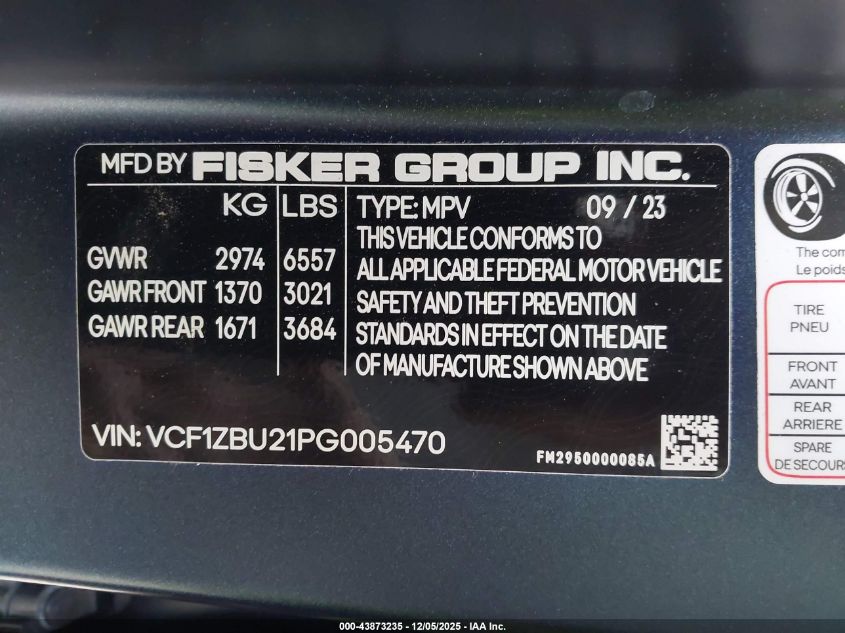 MFD BY FISKER GROUP INC.
KG LBS TYPE: MPV 09 / 23
THIS VEHICLE CONFORMS TO
GVWR 2974 6557 ALL APPLICABLE FEDERAL MOTOR VEHICLE
GAWR FRONT 1370 3021 SAFETY AND THEFT PREVENTION
GAWR REAR 1671 3684 STANDARDS IN EFFECT ON THE DATE
OF MANUFACTURE SHOWN ABOVE
VIN: VCF1ZBU21PG005470
FM2950000085A
The com
Le poids
TIRE
PNEU
FRONT
AVANT
REAR
ARRIERE
SPARE
DE SECOURS
000-43873235 - 12/05/2025 - IAA Inc.